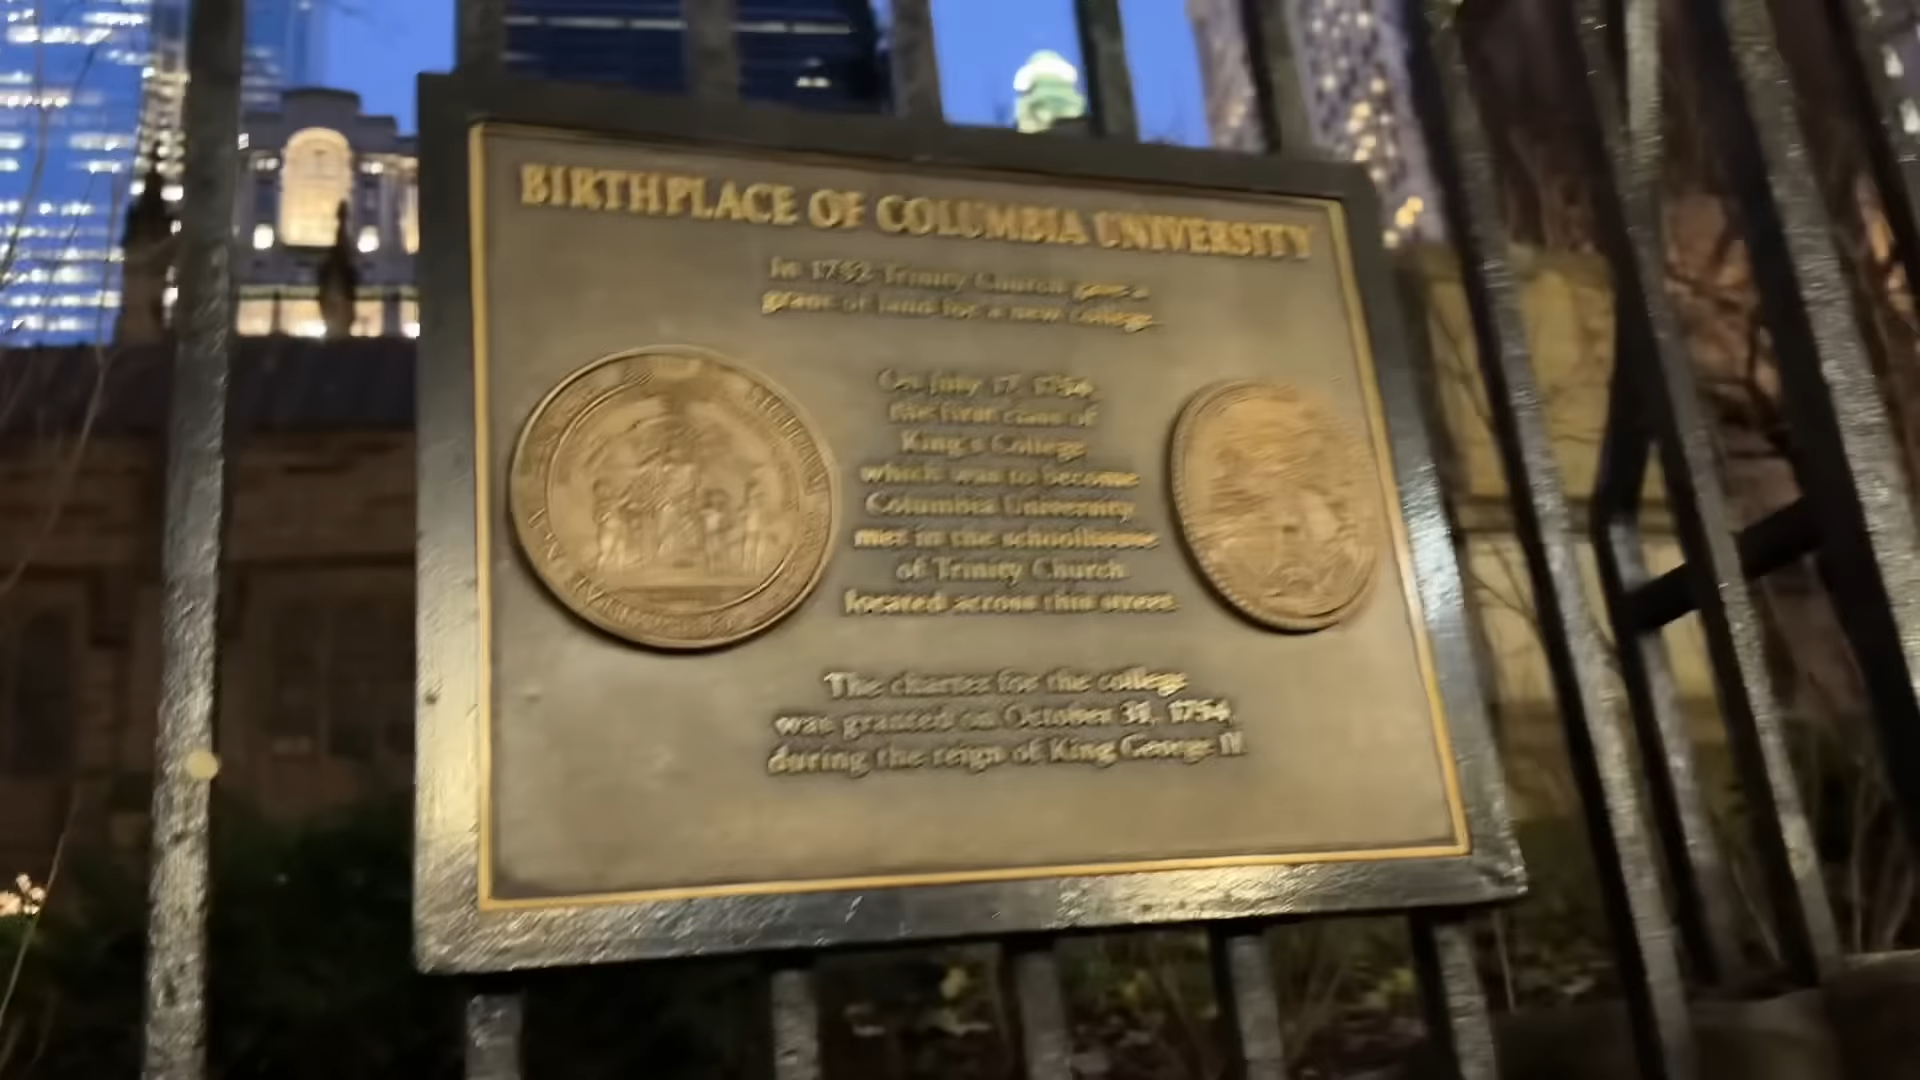 BIRTHPLACE OF COLUMBIA UNIVERSITY
In 1752 Trinity Church gave a
grant of land for a new college.
On July 17, 1754,
the first class of
King's College
which was to become
Columbia University
met in the schoolhouse
of Trinity Church
located across this street.
The charter for the college
was granted on October 31, 1754,
during the reign of King George II